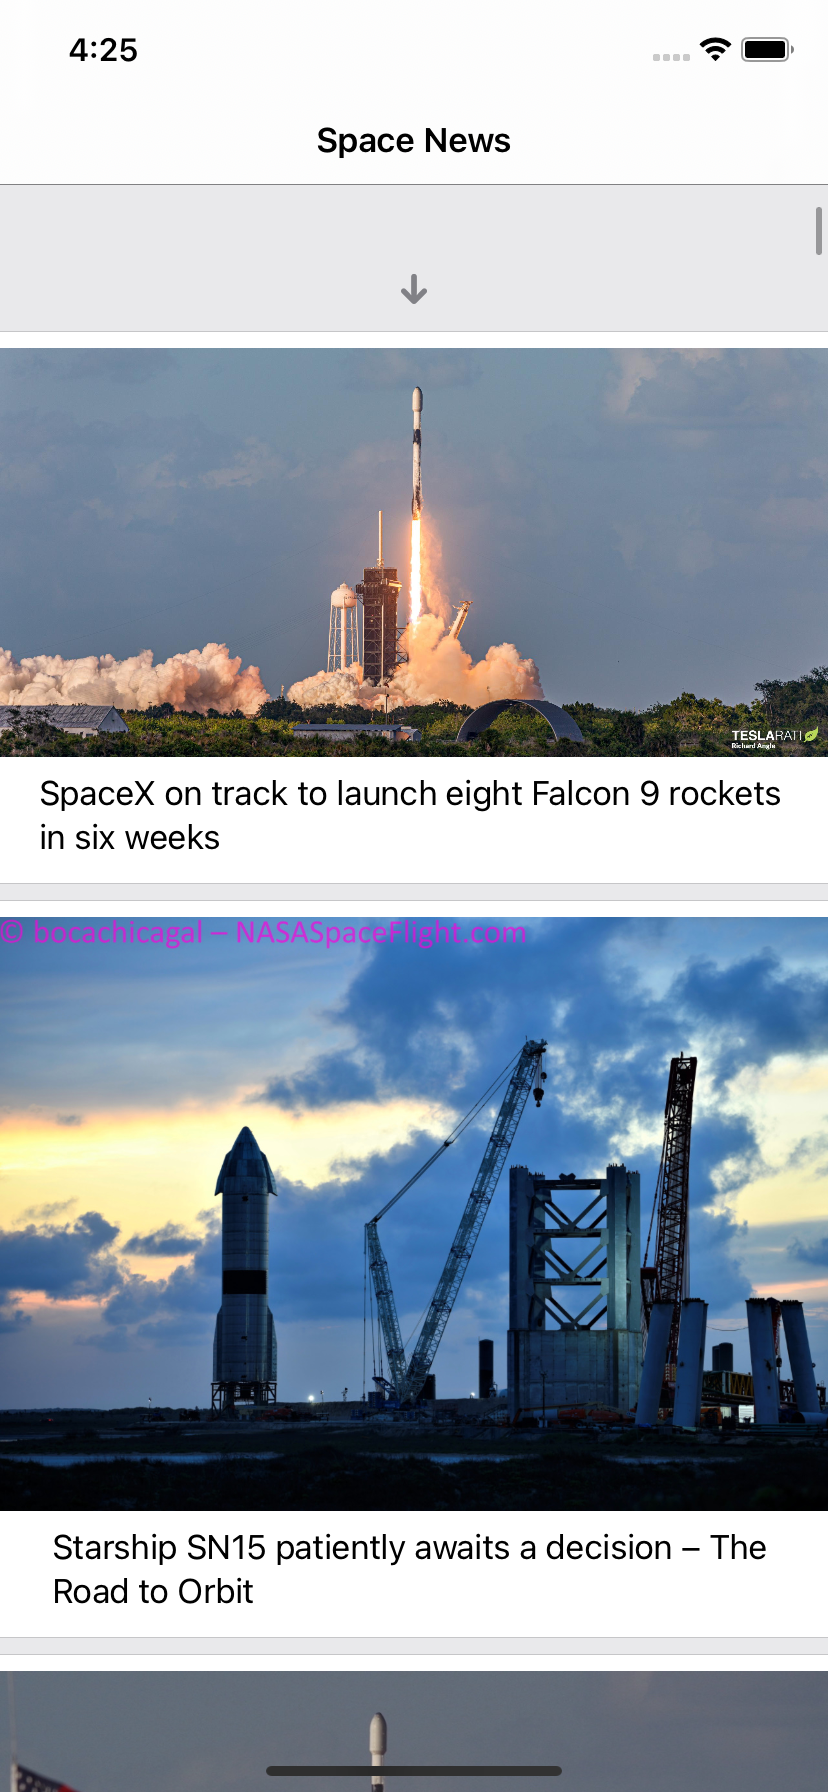 4:25
Space News
TESLARATI
Richard Angle
SpaceX on track to launch eight Falcon 9 rockets
in six weeks
© bocachicagal – NASASpaceFlight.com
Starship SN15 patiently awaits a decision – The
Road to Orbit